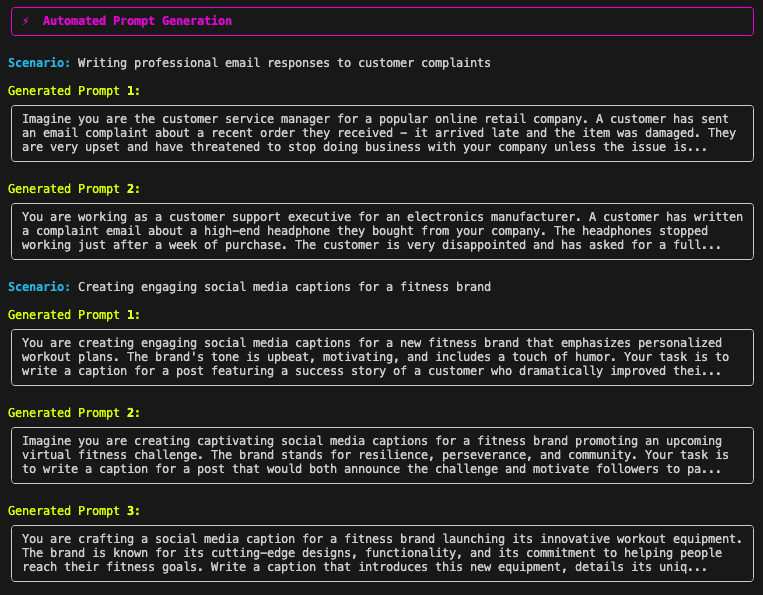 ⚡ Automated Prompt Generation
Scenario: Writing professional email responses to customer complaints
Generated Prompt 1:
Imagine you are the customer service manager for a popular online retail company. A customer has sent
an email complaint about a recent order they received - it arrived late and the item was damaged. They
are very upset and have threatened to stop doing business with your company unless the issue is...
Generated Prompt 2:
You are working as a customer support executive for an electronics manufacturer. A customer has written
a complaint email about a high-end headphone they bought from your company. The headphones stopped
working just after a week of purchase. The customer is very disappointed and has asked for a full...
Scenario: Creating engaging social media captions for a fitness brand
Generated Prompt 1:
You are creating engaging social media captions for a new fitness brand that emphasizes personalized
workout plans. The brand's tone is upbeat, motivating, and includes a touch of humor. Your task is to
write a caption for a post featuring a success story of a customer who dramatically improved thei...
Generated Prompt 2:
Imagine you are creating captivating social media captions for a fitness brand promoting an upcoming
virtual fitness challenge. The brand stands for resilience, perseverance, and community. Your task is
to write a caption for a post that would both announce the challenge and motivate followers to pa...
Generated Prompt 3:
You are crafting a social media caption for a fitness brand launching its innovative workout equipment.
The brand is known for its cutting-edge designs, functionality, and its commitment to helping people
reach their fitness goals. Write a caption that introduces this new equipment, details its uniq...